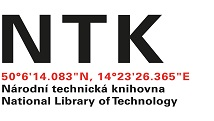 NTK
50°6'14.083"N, 14°23'26.365"E
Národní technická knihovna
National Library of Technology